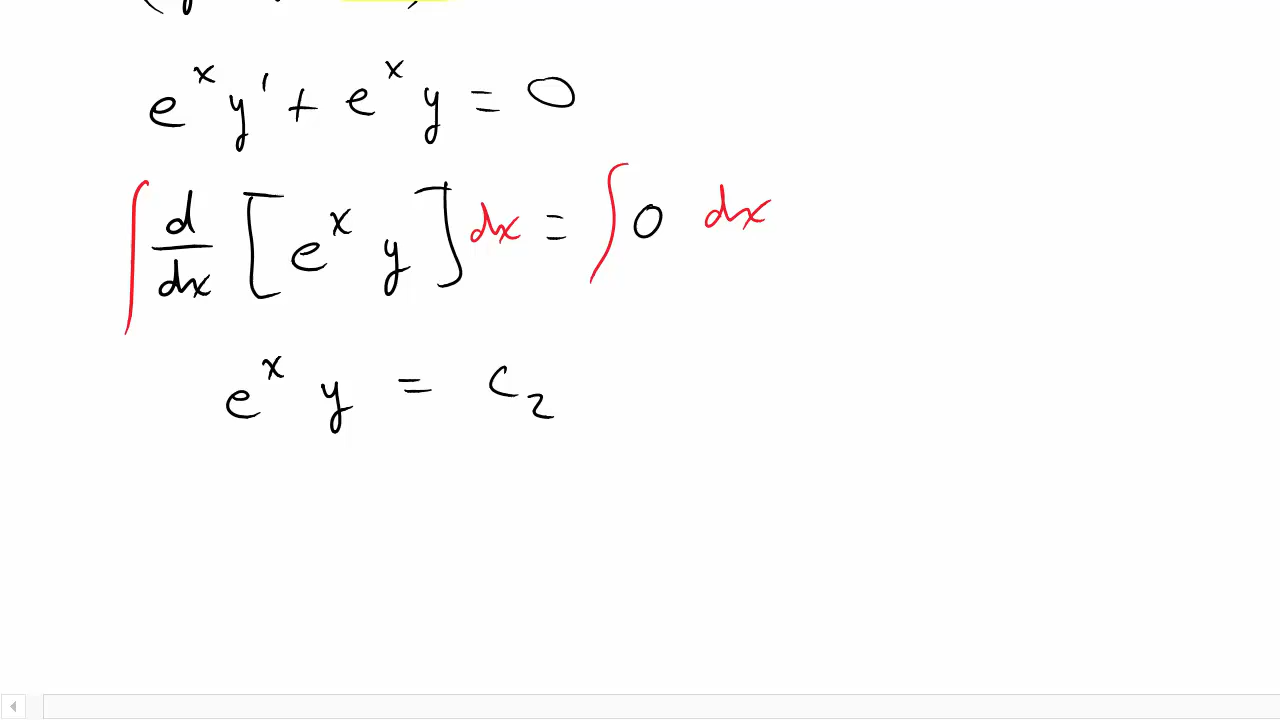 e^x y' + e^x y = 0
∫ d/dx [e^x y] dx = ∫ 0 dx
e^x y = c_2